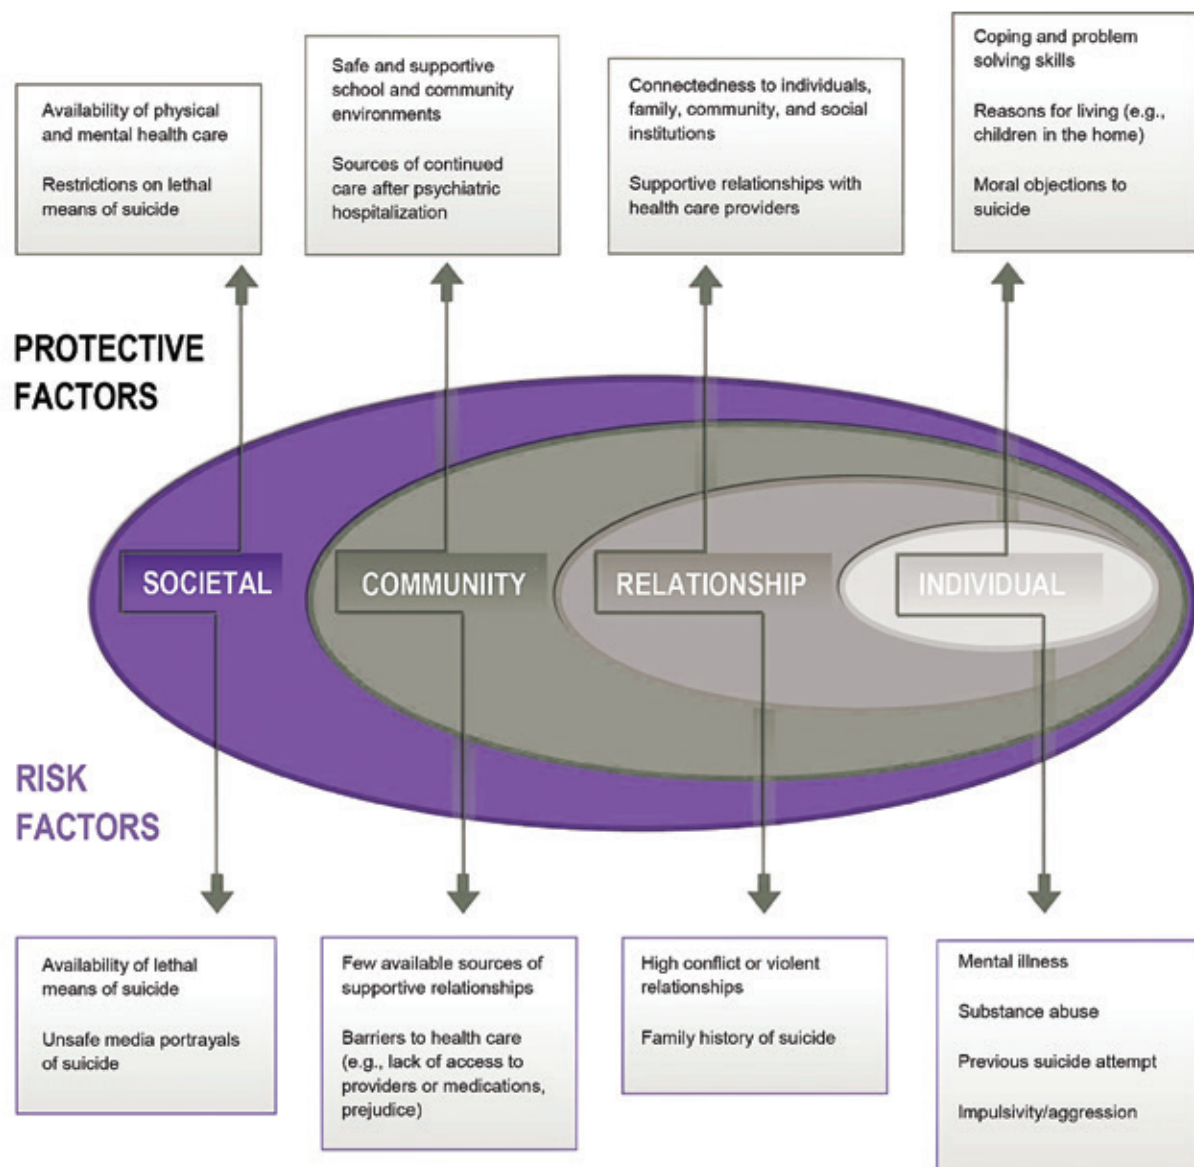 Availability of physical
and mental health care
Restrictions on lethal
means of suicide
Safe and supportive
school and community
environments
Sources of continued
care after psychiatric
hospitalization
Connectedness to individuals,
family, community, and social
institutions
Supportive relationships with
health care providers
Coping and problem
solving skills
Reasons for living (e.g.,
children in the home)
Moral objections to
suicide
PROTECTIVE
FACTORS
SOCIETAL
COMMUNIITY
RELATIONSHIP
INDIVIDUAL
RISK
FACTORS
Availability of lethal
means of suicide
Unsafe media portrayals
of suicide
Few available sources of
supportive relationships
Barriers to health care
(e.g., lack of access to
providers or medications,
prejudice)
High conflict or violent
relationships
Family history of suicide
Mental illness
Substance abuse
Previous suicide attempt
Impulsivity/aggression